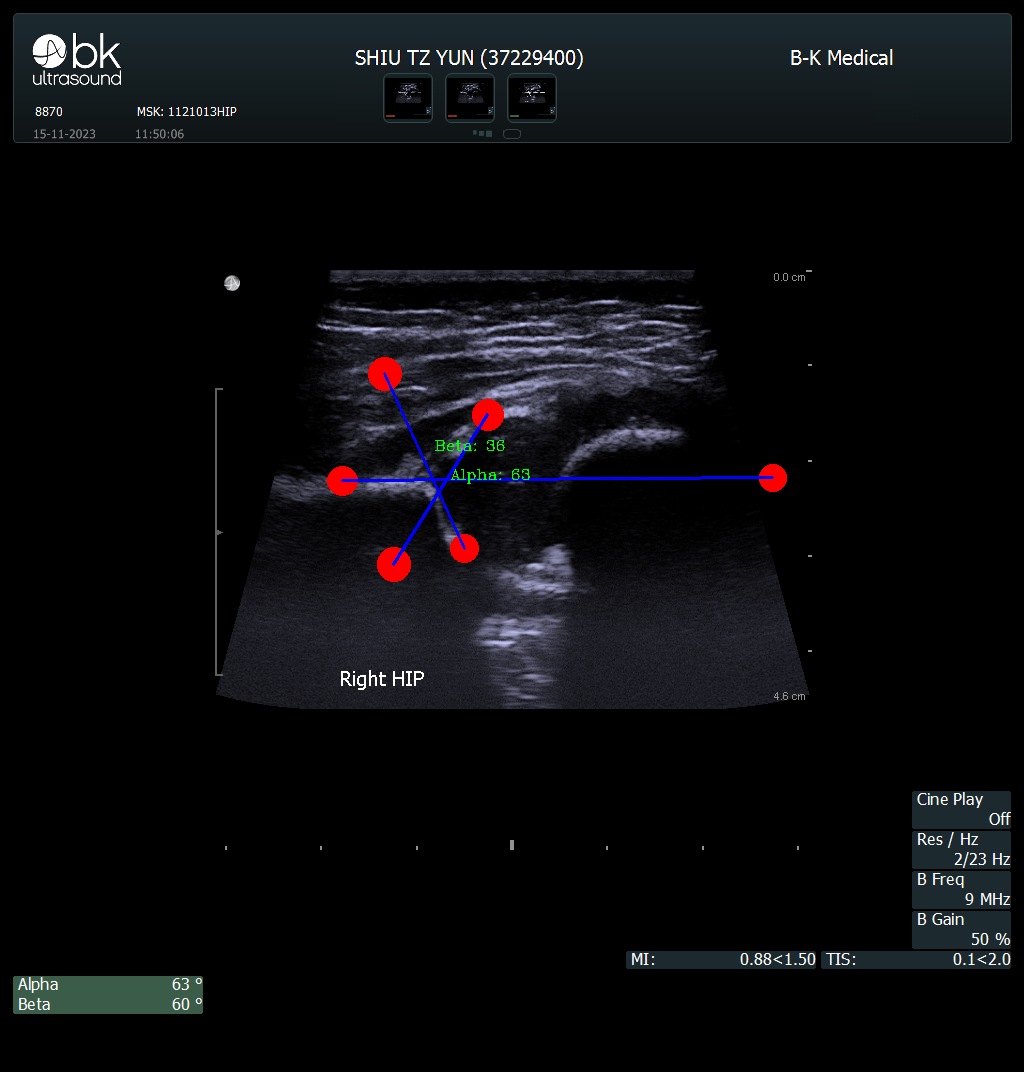 bk
ultrasound
SHIU TZ YUN (37229400)
B-K Medical
8870
MSK: 1121013HIP
15-11-2023
11:50:06
0.0 cm
Beta: 36
Alpha: 63
Right HIP
4.6 cm
Cine Play
Off
Res / Hz
2/23 Hz
B Freq
9 MHz
B Gain
50 %
MI: 0.88<1.50
TIS: 0.1<2.0
Alpha 63 º
Beta 60 º